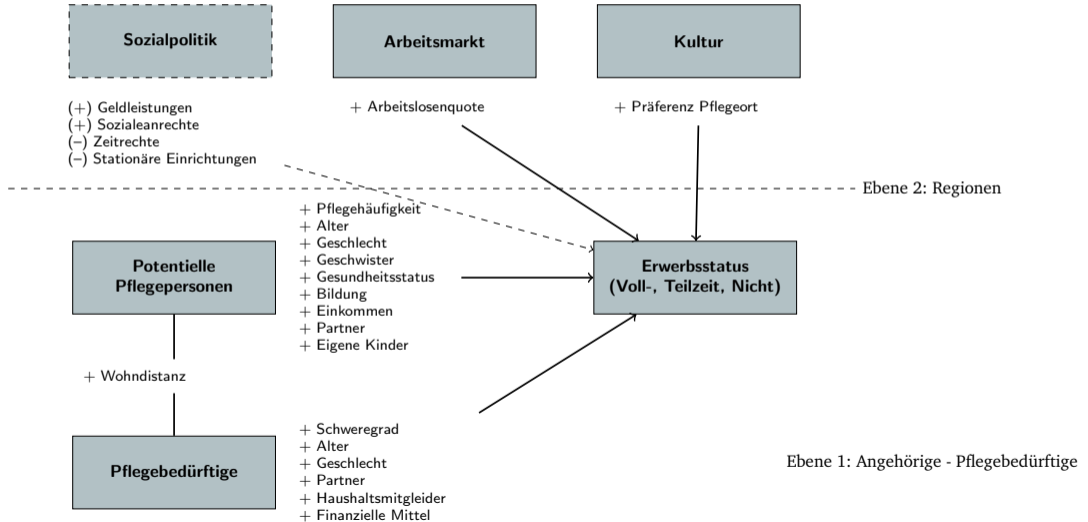 Sozialpolitik
Arbeitsmarkt
Kultur
(+) Geldleistungen
(+) Sozialeanrechte
(–) Zeitrechte
(–) Stationäre Einrichtungen
+ Arbeitslosenquote
+ Präferenz Pflegeort
Ebene 2: Regionen
Potentielle
Pflegepersonen
+ Pflegehäufigkeit
+ Alter
+ Geschlecht
+ Geschwister
+ Gesundheitsstatus
+ Bildung
+ Einkommen
+ Partner
+ Eigene Kinder
Erwerbsstatus
(Voll-, Teilzeit, Nicht)
+ Wohndistanz
Pflegebedürftige
+ Schweregrad
+ Alter
+ Geschlecht
+ Partner
+ Haushaltsmitgleider
+ Finanzielle Mittel
Ebene 1: Angehörige - Pflegebedürftige